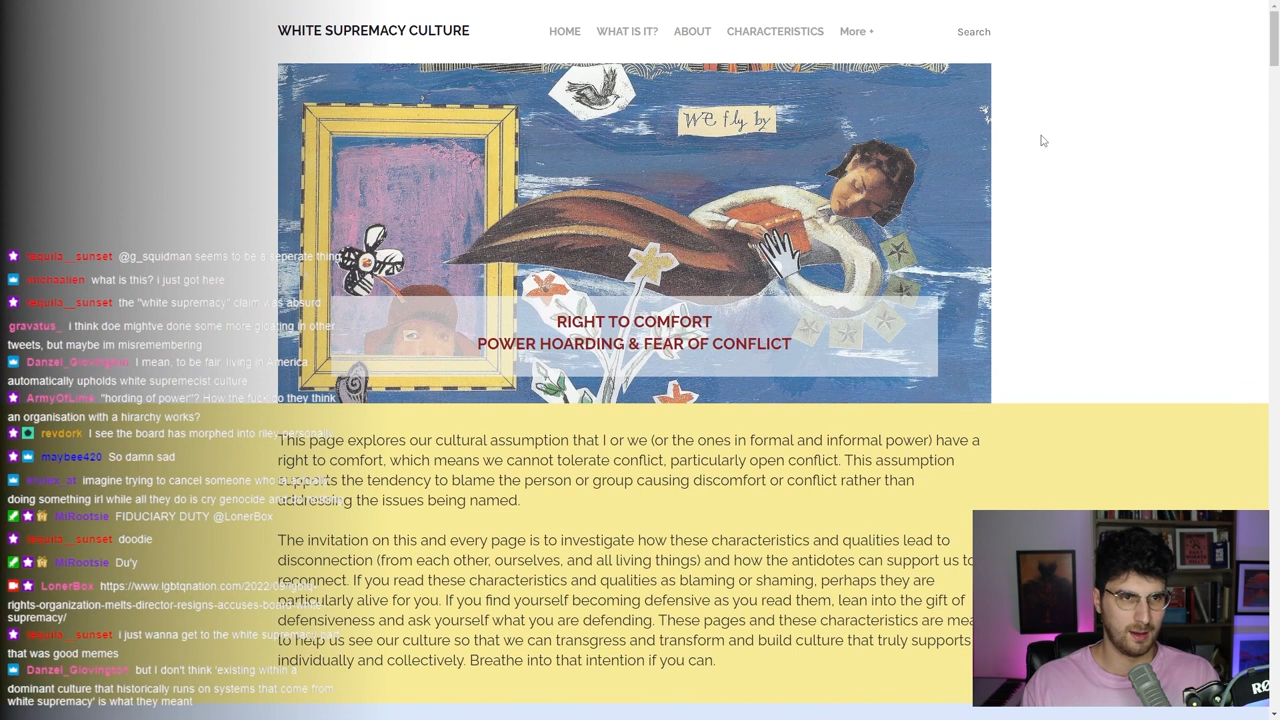 WHITE SUPREMACY CULTURE
HOME WHAT IS IT? ABOUT CHARACTERISTICS More + Search
we fly by
RIGHT TO COMFORT
POWER HOARDING & FEAR OF CONFLICT
This page explores our cultural assumption that I or we (or the ones in formal and informal power) have a
right to comfort, which means we cannot tolerate conflict, particularly open conflict. This assumption
supports the tendency to blame the person or group causing discomfort or conflict rather than
addressing the issues being named.
The invitation on this and every page is to investigate how these characteristics and qualities lead to
disconnection (from each other, ourselves, and all living things) and how the antidotes can support us to
reconnect. If you read these characteristics and qualities as blaming or shaming, perhaps they are
particularly alive for you. If you find yourself becoming defensive as you read them, lean into the gift of
defensiveness and ask yourself what you are defending. These pages and these characteristics are
to help us see our culture so that we can transgress and transform and build culture that truly supports
individually and collectively. Breathe into that intention if you can.
tequila__sunset @g_squidman seems to be a seperate thing
what is this? i just got here
tequila__sunset the "white supremacy" claim was absurd
gravatus_ i think doe mightve done some more gloating in other
tweets, but maybe im misremembering
Danzel_Glovington I mean, to be fair, living in America
automatically upholds white supremecist culture
ArmyOfLime "hording of power"? How the fuck do they think
an organisation with a hirarchy works?
revdork I see the board has morphed into riley personally
maybee420 So damn sad
imagine trying to cancel someone who is
doing something irl while all they do is cry genocide
MiRootsie FIDUCIARY DUTY @LonerBox
tequila__sunset doodie
MiRootsie Du'y
LonerBox https://www.lgbtqnation.com/2022/09/lgbtq-
rights-organization-melts-director-resigns-accuses-board-white-
supremacy/
tequila__sunset i just wanna get to the white supremacy part
that was good memes
Danzel_Glovington but I don't think 'existing within a
dominant culture that historically runs on systems that come from
white supremacy' is what they meant